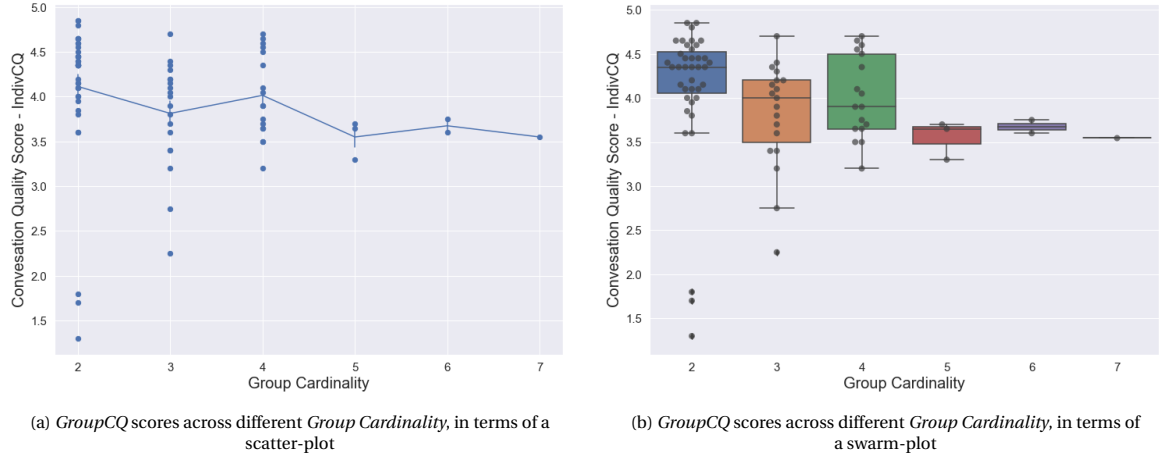 5.0
4.5
4.0
3.5
3.0
2.5
2.0
1.5
Convesation Quality Score - IndivCQ
2 3 4 5 6 7
Group Cardinality
(a) GroupCQ scores across different Group Cardinality, in terms of a
scatter-plot
5.0
4.5
4.0
3.5
3.0
2.5
2.0
1.5
Convesation Quality Score - IndivCQ
2 3 4 5 6 7
Group Cardinality
(b) GroupCQ scores across different Group Cardinality, in terms of
a swarm-plot